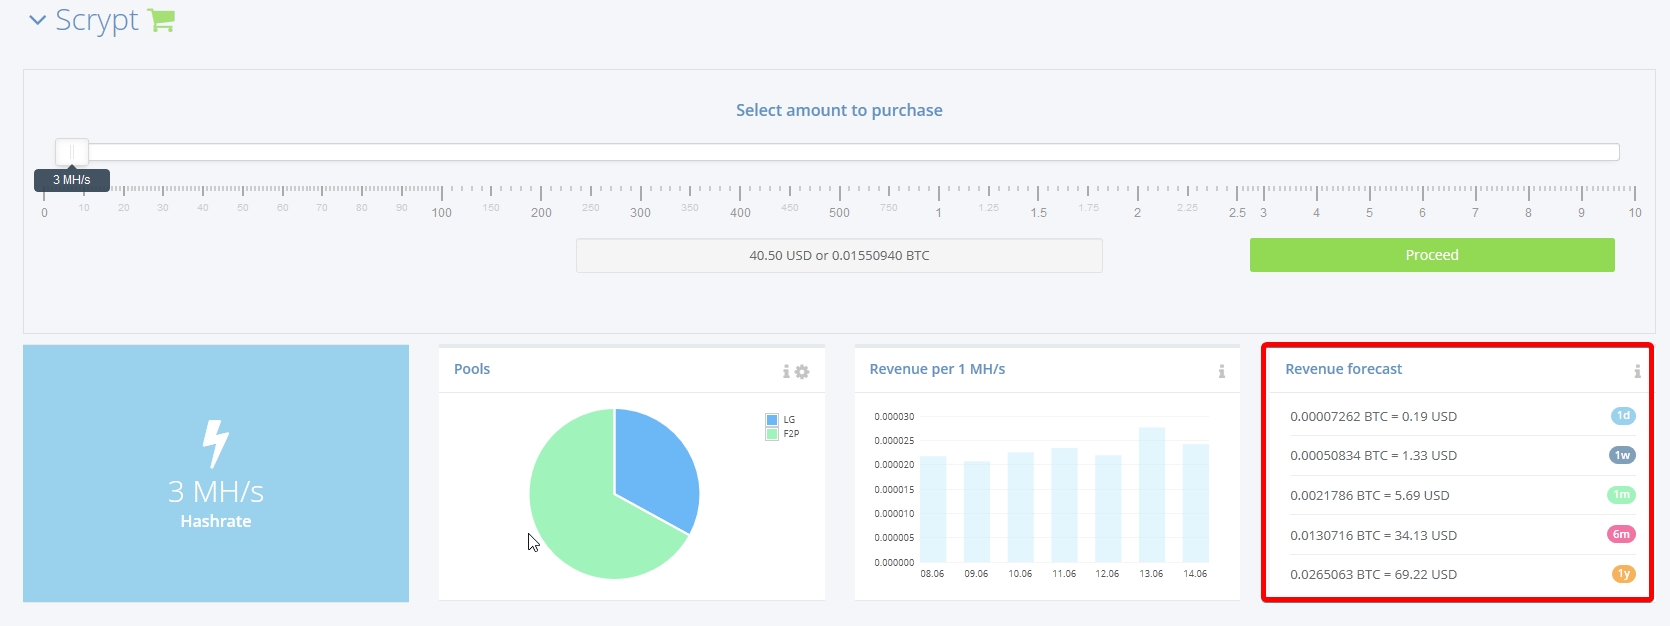 Scrypt
Select amount to purchase
3 MH/s
0 10 20 30 40 50 60 70 80 90 100 150 200 250 300 350 400 450 500 750 1 1.25 1.5 1.75 2 2.25 2.5 3 4 5 6 7 8 9 10
40.50 USD or 0.01550940 BTC
Proceed
3 MH/s
Hashrate
Pools
LG
F2P
Revenue per 1 MH/s
0.000030
0.000025
0.000020
0.000015
0.000010
0.000005
0.000000
08.06 09.06 10.06 11.06 12.06 13.06 14.06
Revenue forecast
0.00007262 BTC = 0.19 USD 1d
0.00050834 BTC = 1.33 USD 1w
0.0021786 BTC = 5.69 USD 1m
0.0130716 BTC = 34.13 USD 6m
0.0265063 BTC = 69.22 USD 1y